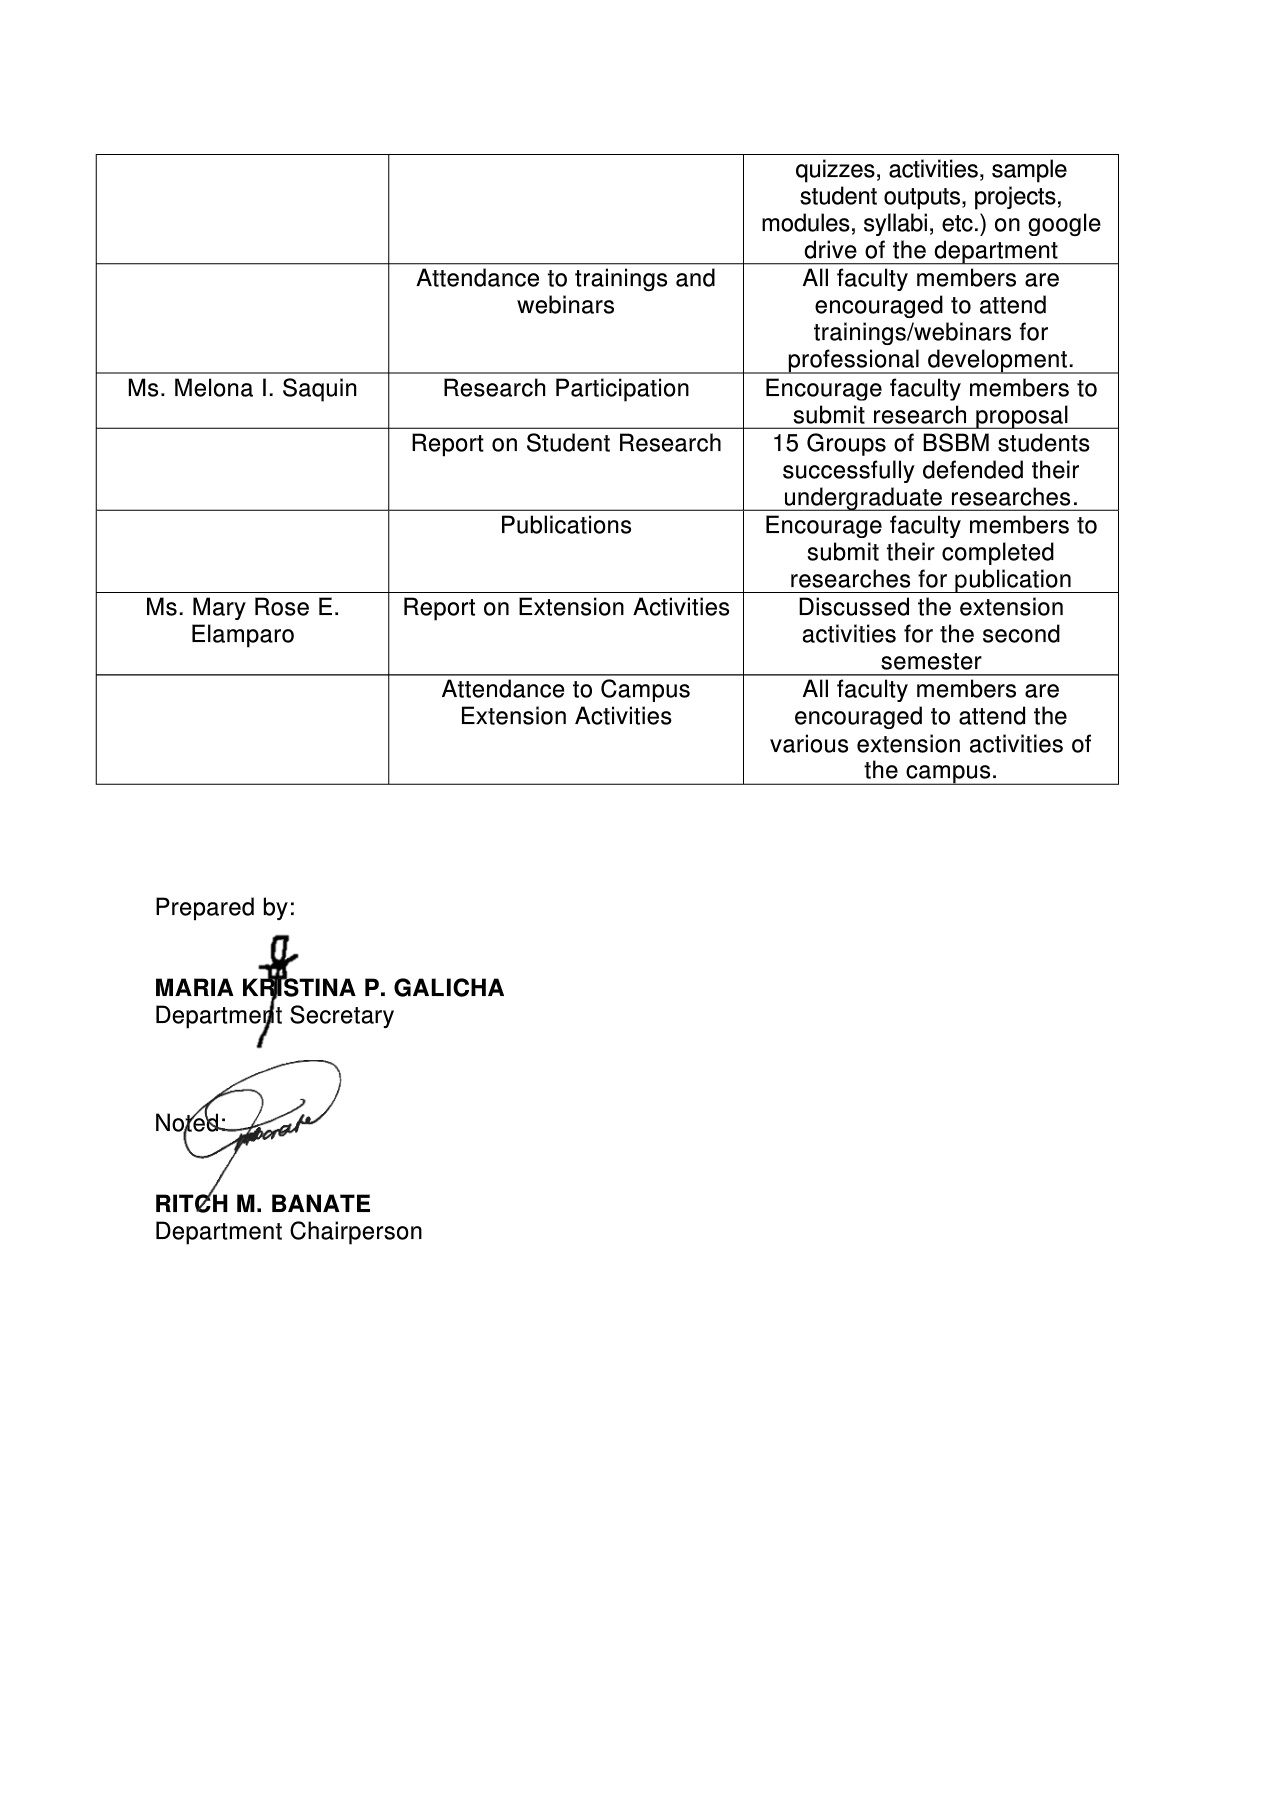 quizzes, activities, sample
student outputs, projects,
modules, syllabi, etc.) on google
drive of the department
Attendance to trainings and
webinars
All faculty members are
encouraged to attend
trainings/webinars for
professional development.
Ms. Melona I. Saquin
Research Participation
Encourage faculty members to
submit research proposal
Report on Student Research
15 Groups of BSBM students
successfully defended their
undergraduate researches.
Publications
Encourage faculty members to
submit their completed
researches for publication
Ms. Mary Rose E.
Elamparo
Report on Extension Activities
Discussed the extension
activities for the second
semester
Attendance to Campus
Extension Activities
All faculty members are
encouraged to attend the
various extension activities of
the campus.
Prepared by:
MARIA KRISTINA P. GALICHA
Department Secretary
Noted:
RITCH M. BANATE
Department Chairperson